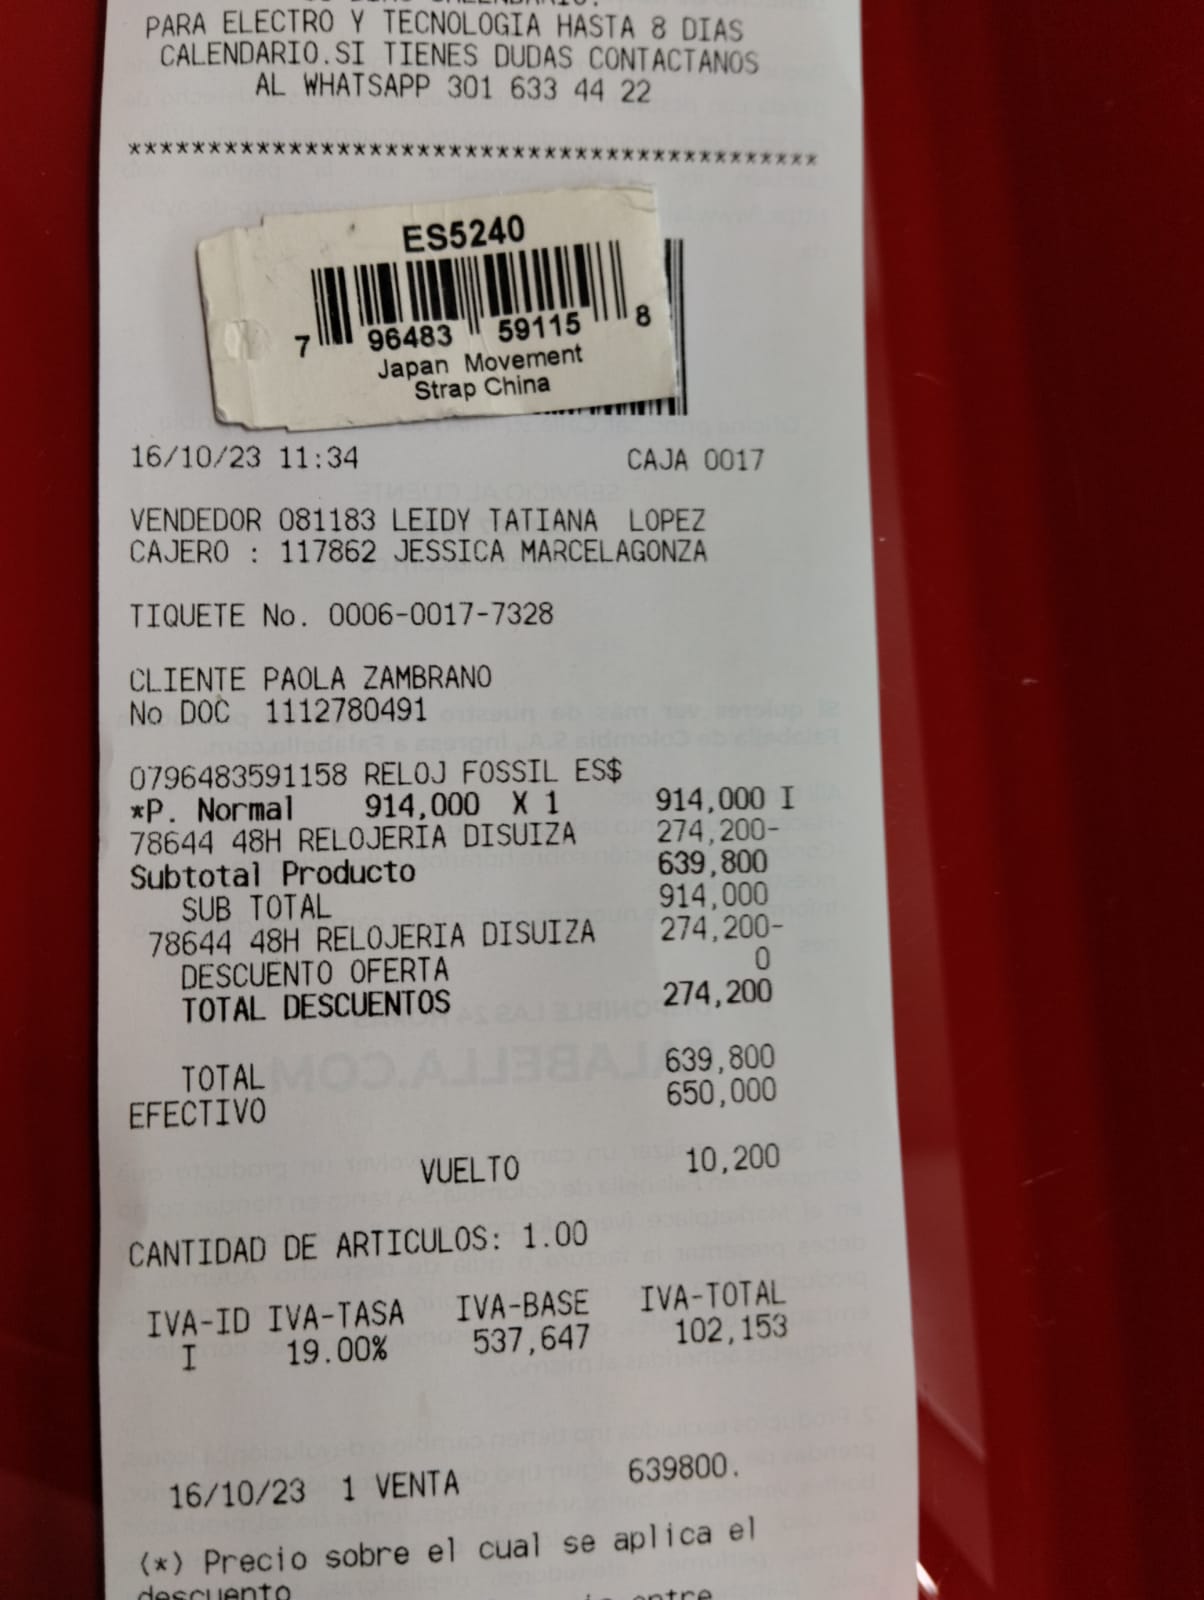 PARA ELECTRO Y TECNOLOGIA HASTA 8 DIAS
CALENDARIO.SI TIENES DUDAS CONTACTANOS
AL WHATSAPP 301 633 44 22
********************************************
ES5240
7 96483 59115 8
Japan Movement
Strap China
16/10/23 11:34 CAJA 0017
VENDEDOR 081183 LEIDY TATIANA LOPEZ
CAJERO : 117862 JESSICA MARCELAGONZA
TIQUETE No. 0006-0017-7328
CLIENTE PAOLA ZAMBRANO
No DOC 1112780491
0796483591158 RELOJ FOSSIL ES$
*P. Normal 914,000 X 1 914,000 I
78644 48H RELOJERIA DISUIZA 274,200-
Subtotal Producto 639,800
SUB TOTAL 914,000
78644 48H RELOJERIA DISUIZA 274,200-
DESCUENTO OFERTA 0
TOTAL DESCUENTOS 274,200
TOTAL 639,800
EFECTIVO 650,000
VUELTO 10,200
CANTIDAD DE ARTICULOS: 1.00
IVA-ID IVA-TASA IVA-BASE IVA-TOTAL
I 19.00% 537,647 102,153
16/10/23 1 VENTA 639800.
(*) Precio sobre el cual se aplica el
descuento entre